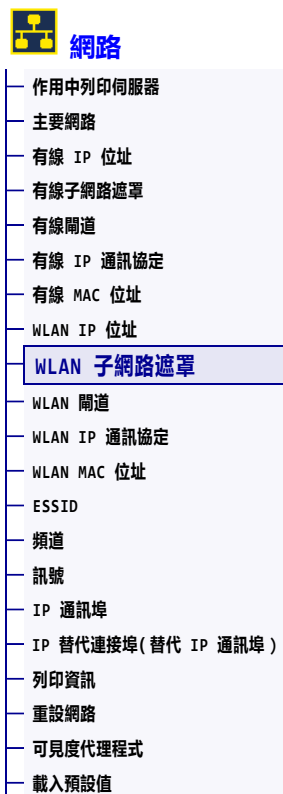 網路
作用中列印伺服器
主要網路
有線 IP 位址
有線子網路遮罩
有線閘道
有線 IP 通訊協定
有線 MAC 位址
WLAN IP 位址
WLAN 子網路遮罩
WLAN 閘道
WLAN IP 通訊協定
WLAN MAC 位址
ESSID
頻道
訊號
IP 通訊埠
IP 替代連接埠(替代 IP 通訊埠)
列印資訊
重設網路
可見度代理程式
載入預設值